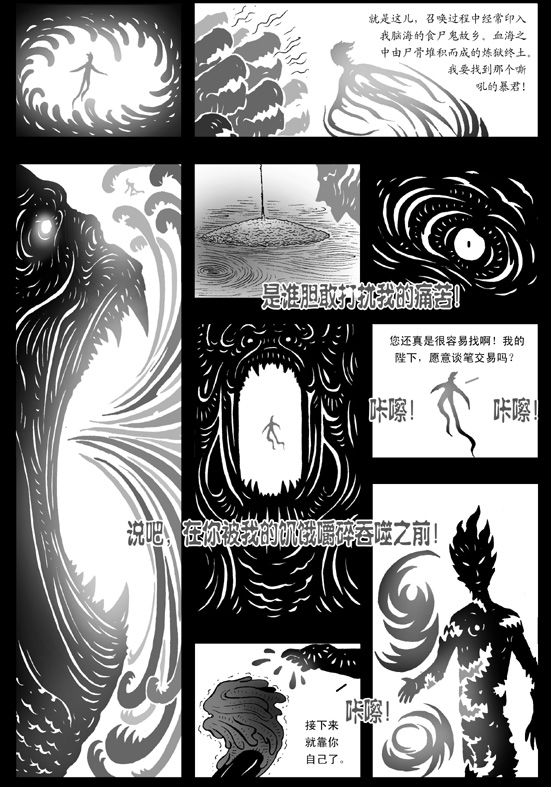 就是这儿，召唤过程中经常印入
我脑海的食尸鬼故乡。血海之
中由尸骨堆积而成的炼狱终土。
我要找到那个嘶
吼的暴君！
是谁胆敢打扰我的痛苦！
您还真是很容易找啊！我的
陛下，愿意谈笔交易吗？
咔嚓！
咔嚓！
说吧，在你被我的饥饿嚼碎吞噬之前！
咔嚓！
接下来
就靠你
自己了。